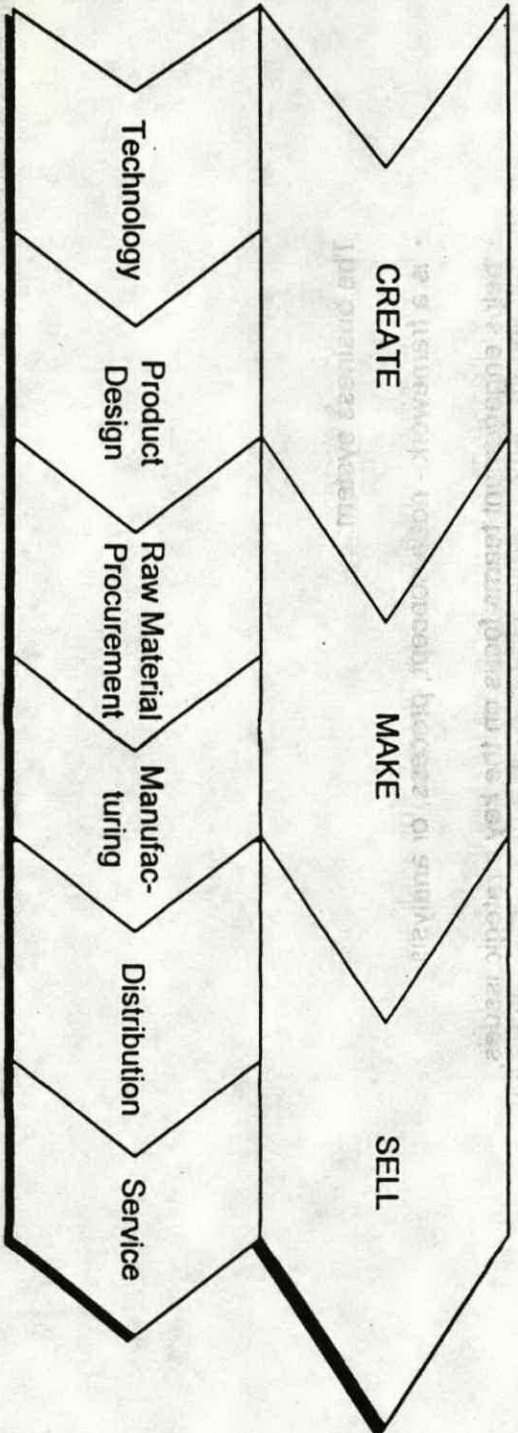 CREATE
MAKE
SELL
Technology
Product
Design
Raw Material
Procurement
Manufac-
turing
Distribution
Service